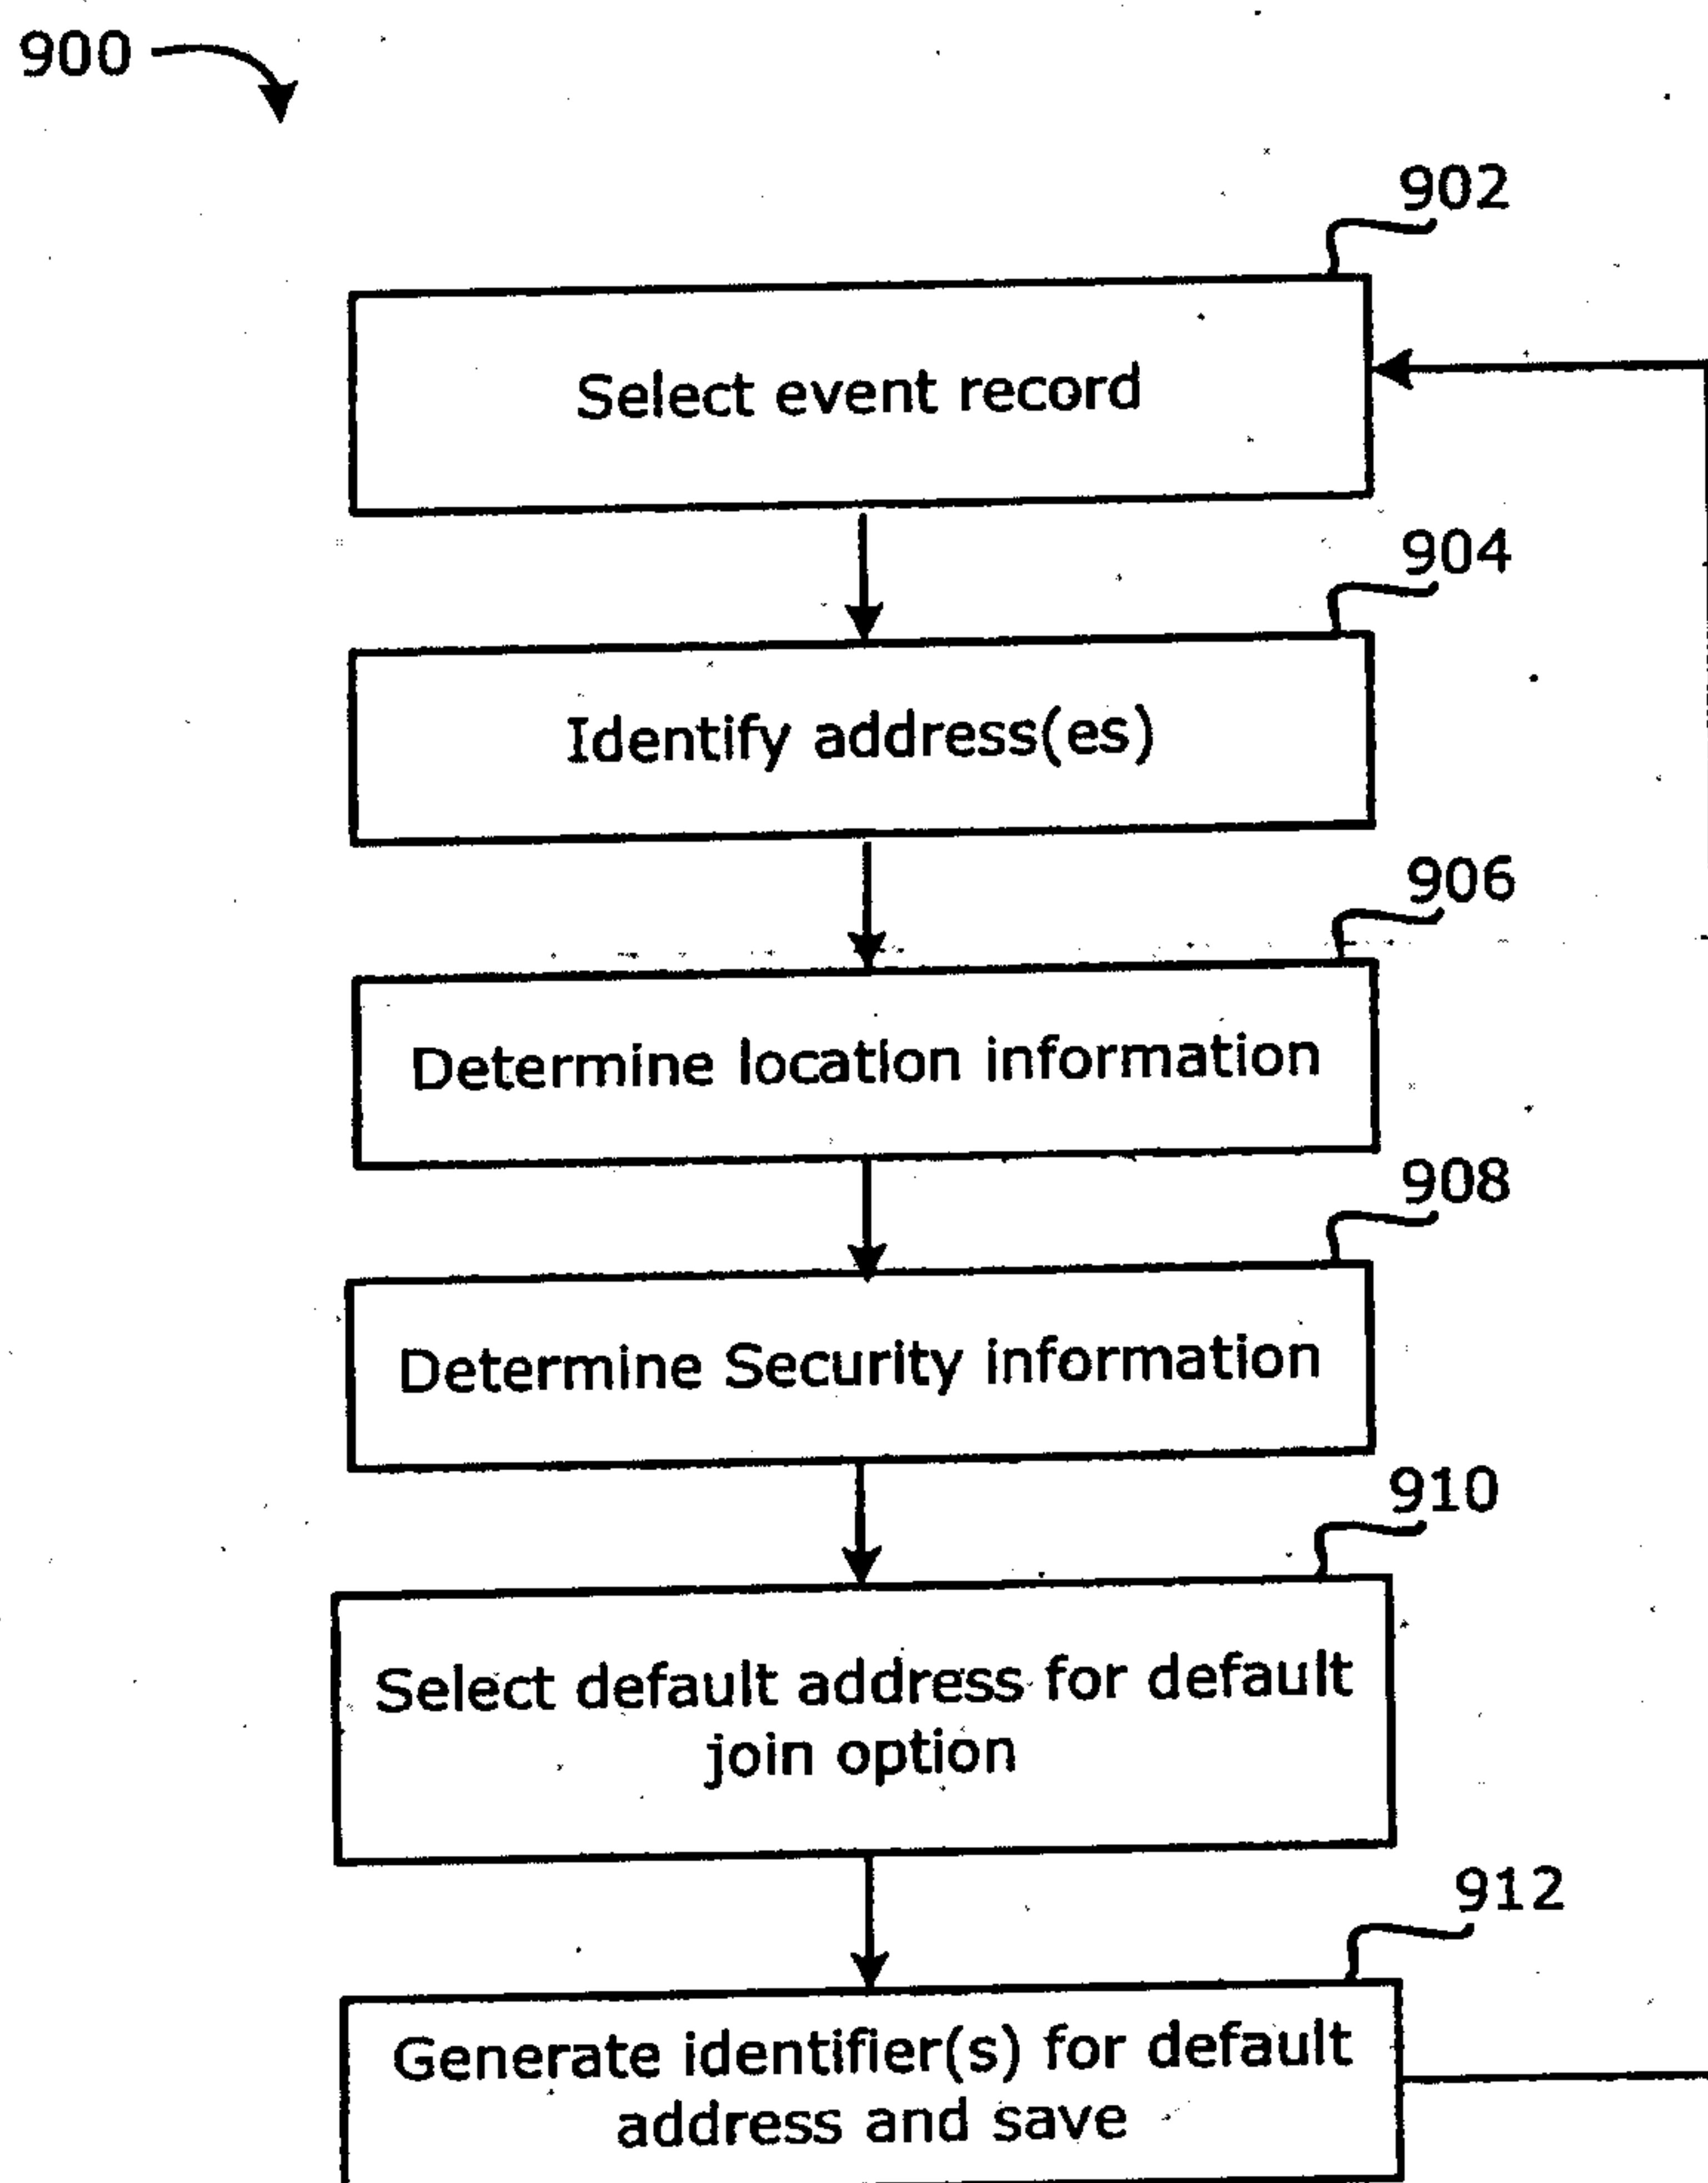 900
902
Select event record
904
Identify address(es)
906
Determine location information
908
Determine Security information
910
Select default address for default
join option
912
Generate identifier(s) for default
address and save